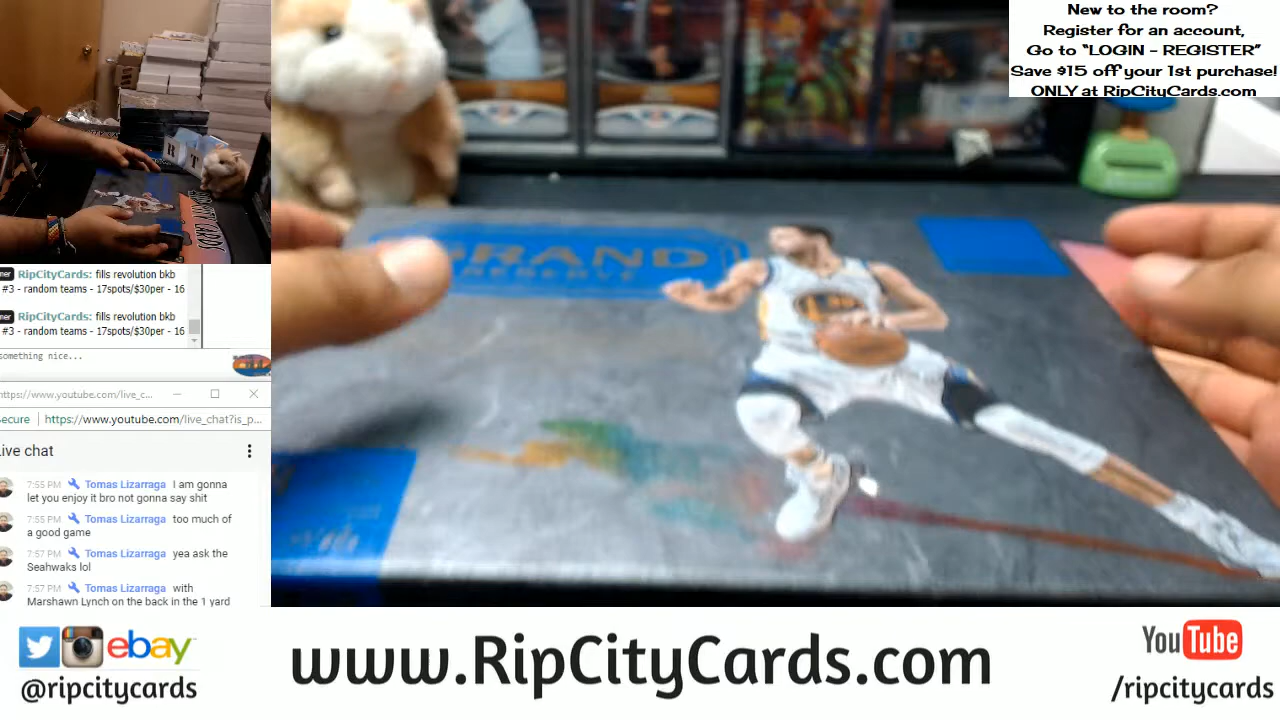 New to the room?
Register for an account,
Go to “LOGIN - REGISTER”
Save $15 off your 1st purchase!
ONLY at RipCityCards.com
GRAND
RESERVE
RipCityCards: fills revolution bkb
#3 - random teams - 17spots/$30per - 16
RipCityCards: fills revolution bkb
#3 - random teams - 17spots/$30per - 16
something nice...
https://www.youtube.com/live_c...
https://www.youtube.com/live_chat?is_p...
Live chat
7:55 PM Tomas Lizarraga I am gonna
let you enjoy it bro not gonna say shit
7:55 PM Tomas Lizarraga too much of
a good game
7:57 PM Tomas Lizarraga yea ask the
Seahwaks lol
7:57 PM Tomas Lizarraga with
Marshawn Lynch on the back in the 1 yard
ebay
@ripcitycards
www.RipCityCards.com
YouTube
/ripcitycards